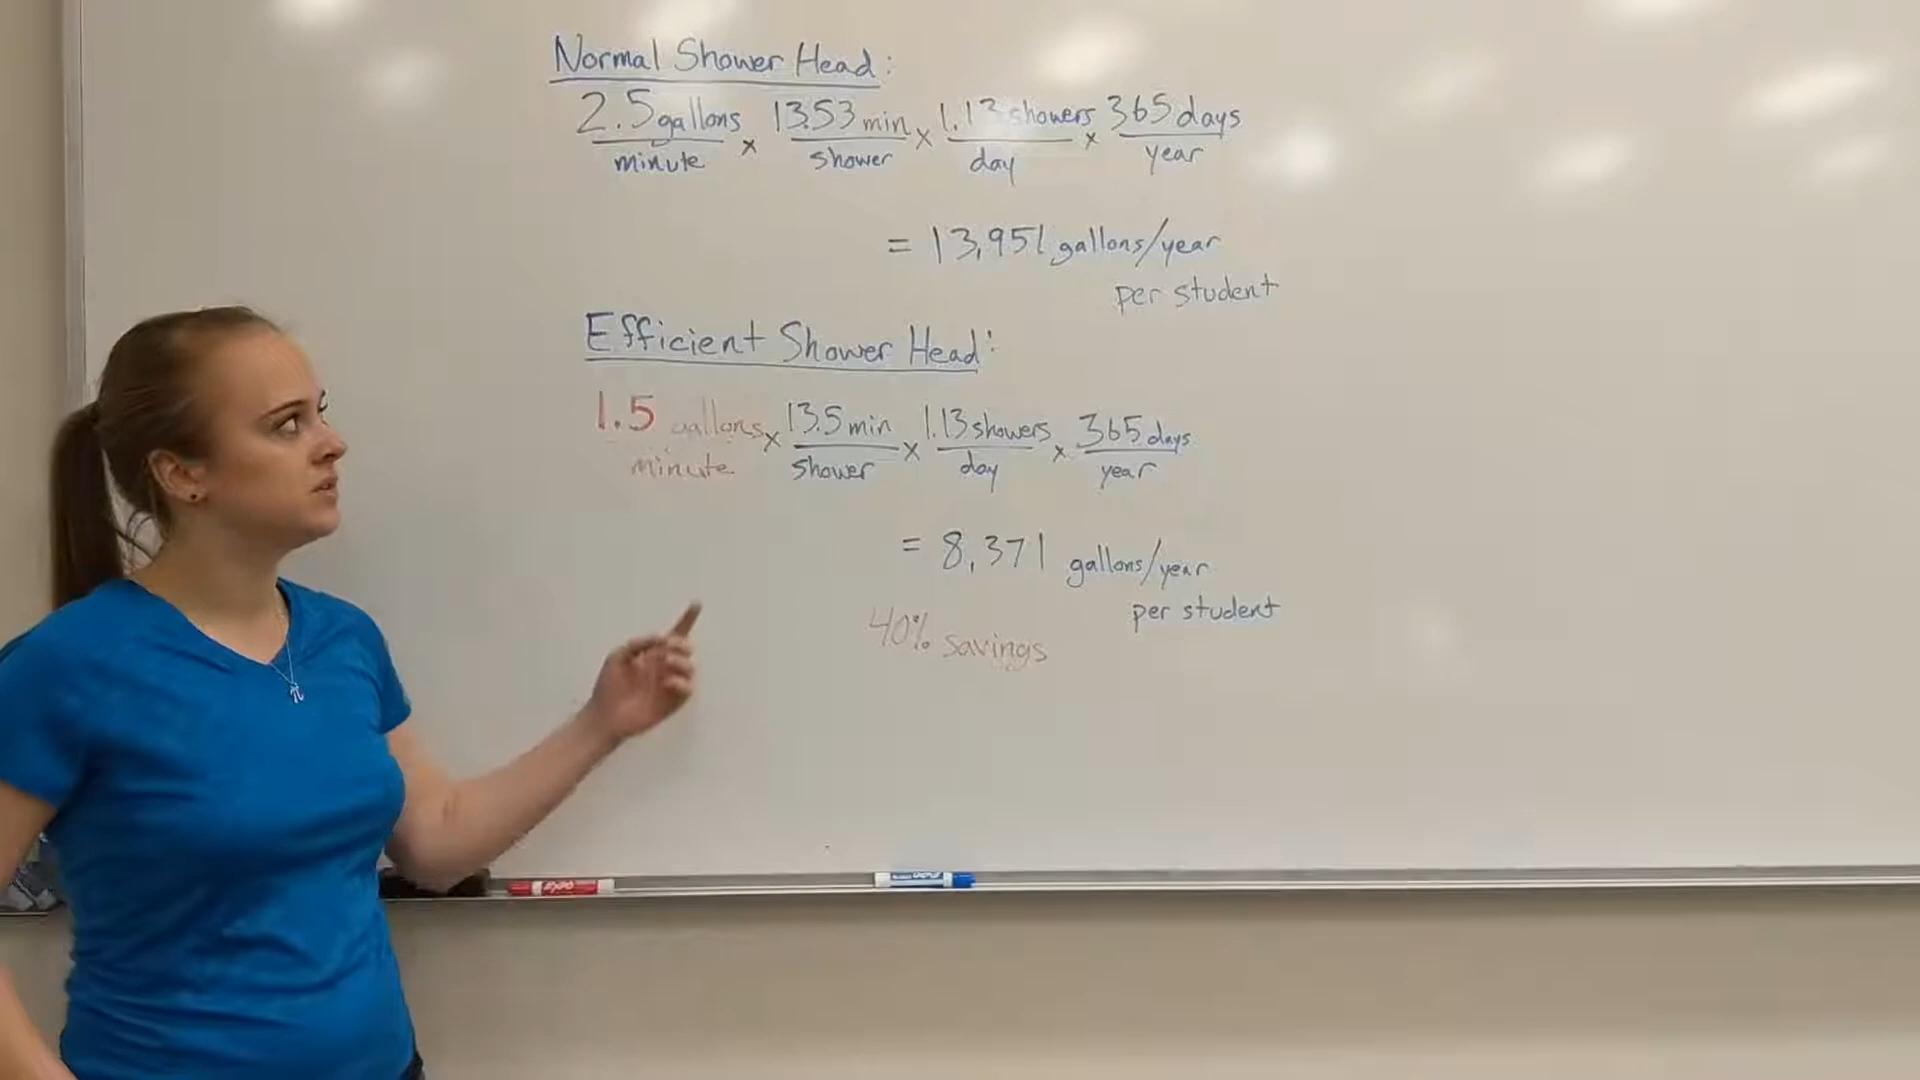 Normal Shower Head:
2.5 gallons / minute × 13.53 min / shower × 1.13 showers / day × 365 days / year
= 13,951 gallons/year
per student
Efficient Shower Head:
1.5 gallons / minute × 13.5 min / shower × 1.13 showers / day × 365 days / year
= 8,371 gallons/year
per student
40% savings
EXPO
EXPO